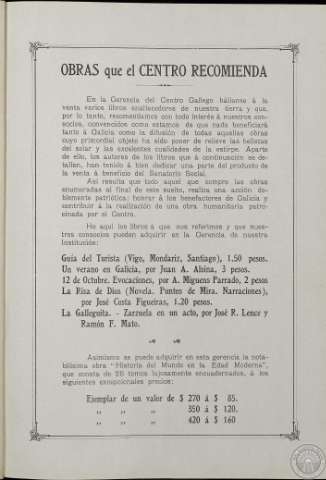 OBRAS que el CENTRO RECOMIENDA
En la Gerencia del Centro Gallego hállanse á la
venta varios libros enaltecedores de nuestra tierra y que,
por lo tanto, recomendamos con todo interés á nuestros con-
socios, convencidos como estamos de que nada beneficiará
tanto á Galicia como la difusión de todas aquellas obras
cuyo primordial objeto ha sido poner de relieve las bellezas
del solar y las excelentes cualidades de la estirpe. Aparte
de ello, los autores de los libros que á continuación se de-
tallan, han tenido á bien dedicar una parte del producto de
la venta á beneficio del Sanatorio Social.
Así resulta que todo aquél que compre las obras
enumeradas al final de este suelto, realiza una acción do-
blemente patriótica: honrar á los benefactores de Galicia y
contribuir á la realización de una obra humanitaria patro-
cinada por el Centro.
He aquí los libros a que nos referimos y que nues-
tros consocios pueden adquirir en la Gerencia de nuestra
Institución:
Guía del Turista (Vigo, Mondariz, Santiago), 1.50 pesos.
Un verano en Galicia, por Juan A. Alsina, 3 pesos.
12 de Octubre. Evocaciones, por A. Miguens Parrado, 2 pesos
La Risa de Dios (Novela. Puntos de Mira. Narraciones),
por José Costa Figueiras, 1.20 pesos.
La Galleguita. - Zarzuela en un acto, por José R. Lence y
Ramón F. Mato.
Asimismo se puede adquirir en esta gerencia la nota-
bilísima obra "Historia del Mundo en la Edad Moderna",
que consta de 25 tomos lujosamente encuadernados, á los
siguientes excepcionales precios:
Ejemplar de un valor de $ 270 á $ 85.
,, ,, ,, 350 á $ 120.
,, ,, ,, 420 á $ 160